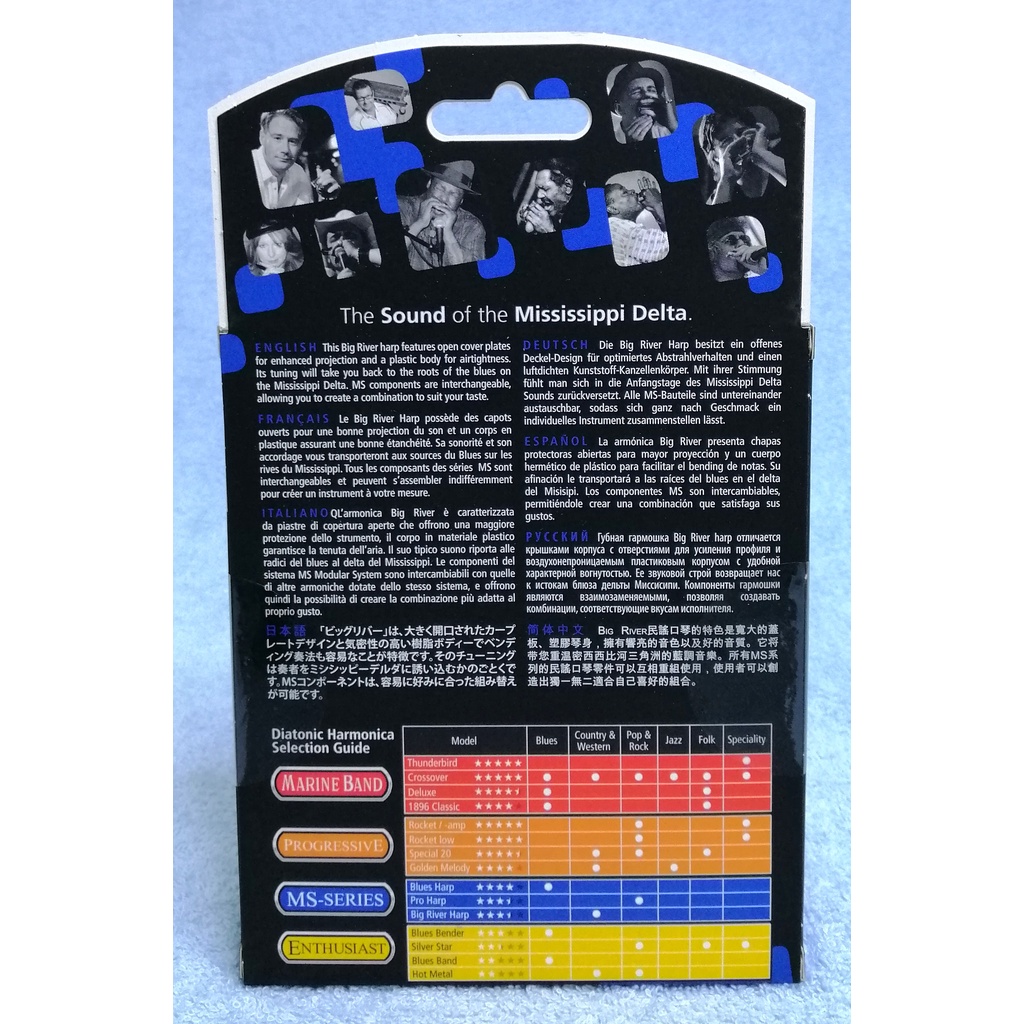 The Sound of the Mississippi Delta.
ENGLISH This Big River harp features open cover plates
for enhanced projection and a plastic body for airtightness.
Its tuning will take you back to the roots of the blues on
the Mississippi Delta. MS components are interchangeable,
allowing you to create a combination to suit your taste.
FRANÇAIS Le Big River Harp possède des capots
ouverts pour une bonne projection du son et un corps en
plastique assurant une bonne étanchéité. Sa sonorité et son
accordage vous transporteront aux sources du Blues sur les
rives du Mississippi. Tous les composants des séries MS sont
interchangeables et peuvent s'assembler indifféremment
pour créer un instrument à votre mesure.
ITALIANO QL'armonica Big River è caratterizzata
da piastre di copertura aperte che offrono una maggiore
protezione dello strumento, il corpo in materiale plastico
garantisce la tenuta dell'aria. Il suo tipico suono riporta alle
radici del blues al delta del Mississippi. Le componenti del
sistema MS Modular System sono intercambiabili con quelle
di altre armoniche dotate dello stesso sistema, e offrono
quindi la possibilità di creare la combinazione più adatta al
proprio gusto.
日本語 「ビッグリバー」は、大きく開口されたカープ
レートデザインと気密性の高い樹脂ボディーでベンデ
ィング奏法も容易なことが特徴です。そのチューニング
は奏者をミシシッピーデルダに誘い込むかのごとくで
す。MSコンポーネントは、容易に好みに合った組み替え
が可能です。
DEUTSCH Die Big River Harp besitzt ein offenes
Deckel-Design für optimiertes Abstrahlverhalten und einen
luftdichten Kunststoff-Kanzellenkörper. Mit ihrer Stimmung
fühlt man sich in die Anfangstage des Mississippi Delta
Sounds zurückversetzt. Alle MS-Bauteile sind untereinander
austauschbar, sodass sich ganz nach Geschmack ein
individuelles Instrument zusammenstellen lässt.
ESPAÑOL La armónica Big River presenta chapas
protectoras abiertas para mayor proyección y un cuerpo
hermético de plástico para facilitar el bending de notas. Su
afinación le transportará a las raíces del blues en el delta
del Misisipi. Los componentes MS son intercambiables,
permitiéndole crear una combinación que satisfaga sus
gustos.
РУССКИЙ Губная гармошка Big River harp отличается
крышками корпуса с отверстиями для усиления профиля и
воздухонепроницаемым пластиковым корпусом с удобной
характерной вогнутостью. Ее звуковой строй возвращает нас
к истокам блюза дельты Миссисипи. Компоненты гармошки
являются взаимозаменяемыми, позволяя создавать
комбинации, соответствующие вкусам исполнителя.
简体中文 BIG RIVER民謠口琴的特色是寬大的蓋
板、塑膠琴身，擁有響亮的音色以及好的音質。它将
带您重溫密西西比河三角洲的藍調音樂。所有MS系
列的民謠口琴零件可以互相重組使用，使用者可以創
造出獨一無二適合自己喜好的組合。
Diatonic Harmonica
Selection Guide
Model Blues Country & Western Pop & Rock Jazz Folk Speciality
MARINE BAND
Thunderbird
Crossover
Deluxe
1896 Classic
PROGRESSIVE
Rocket / -amp
Rocket low
Special 20
Golden Melody
MS-SERIES
Blues Harp
Pro Harp
Big River Harp
ENTHUSIAST
Blues Bender
Silver Star
Blues Band
Hot Metal